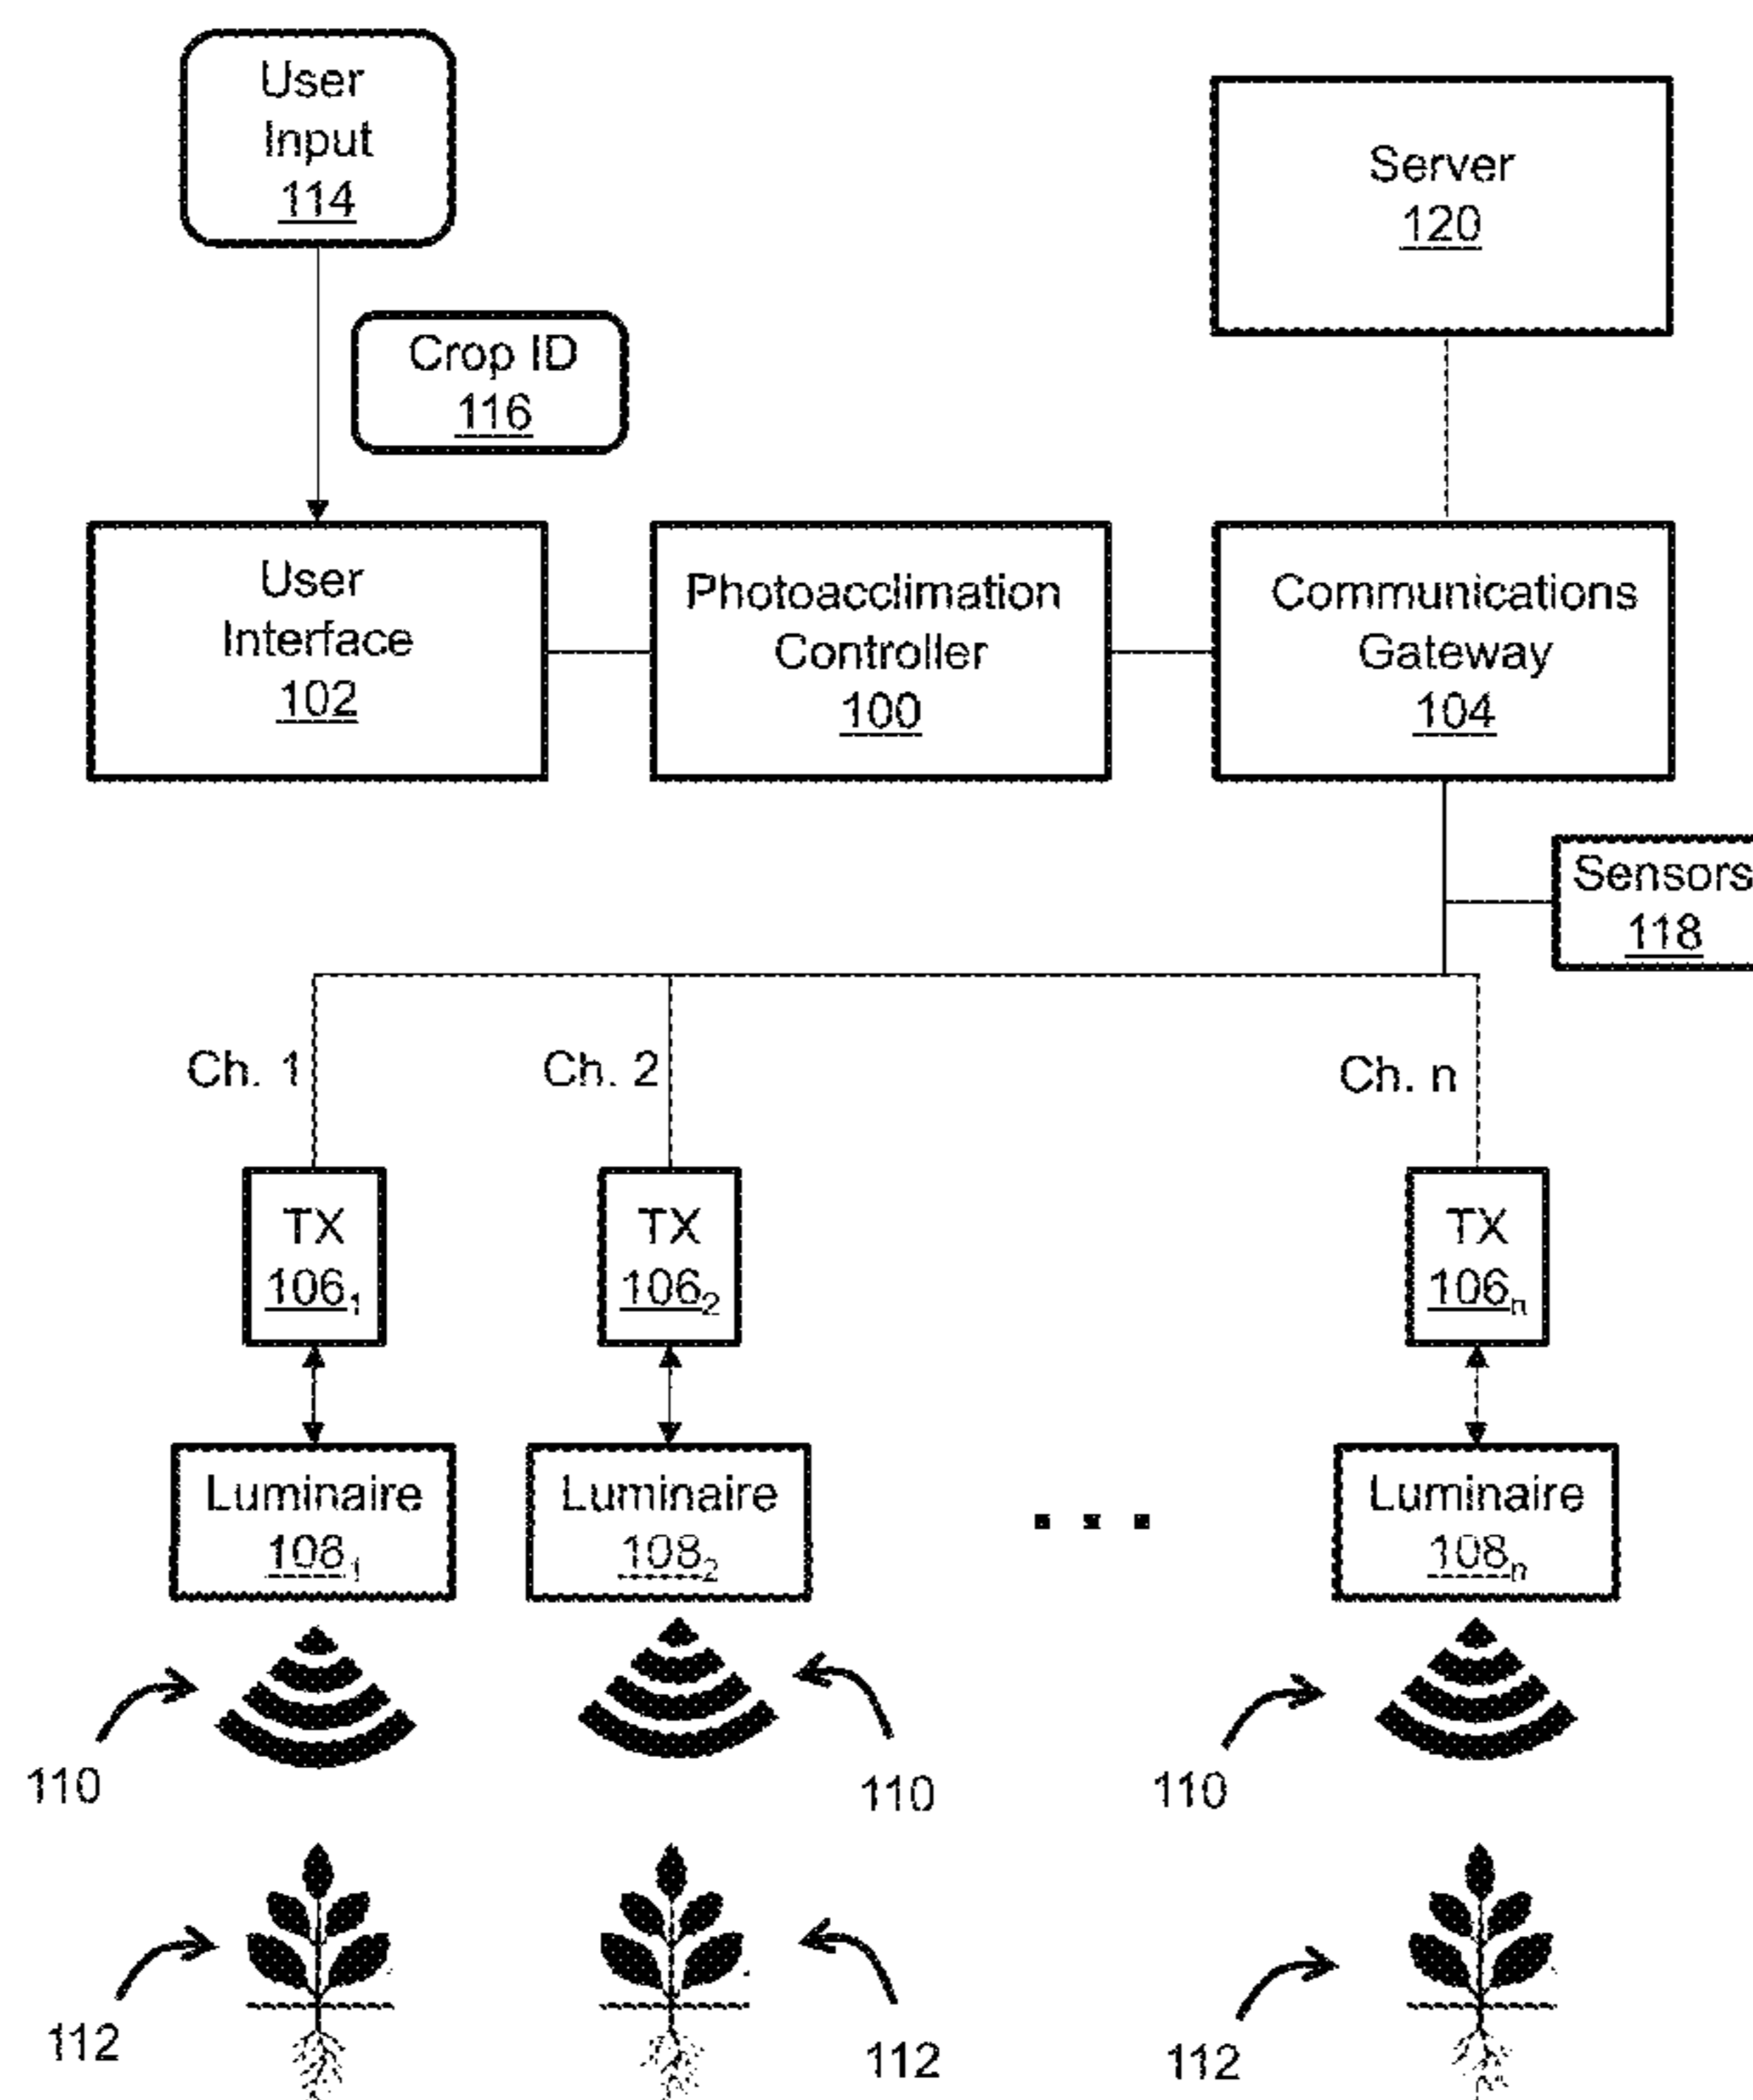 User
Input
114
Server
120
Crop ID
116
User
Interface
102
Photoacclimation
Controller
100
Communications
Gateway
104
Sensors
118
Ch. 1
Ch. 2
Ch. n
TX
106₁
TX
106₂
TX
106ₙ
Luminaire
108₁
Luminaire
108₂
Luminaire
108ₙ
110
110
110
112
112
112